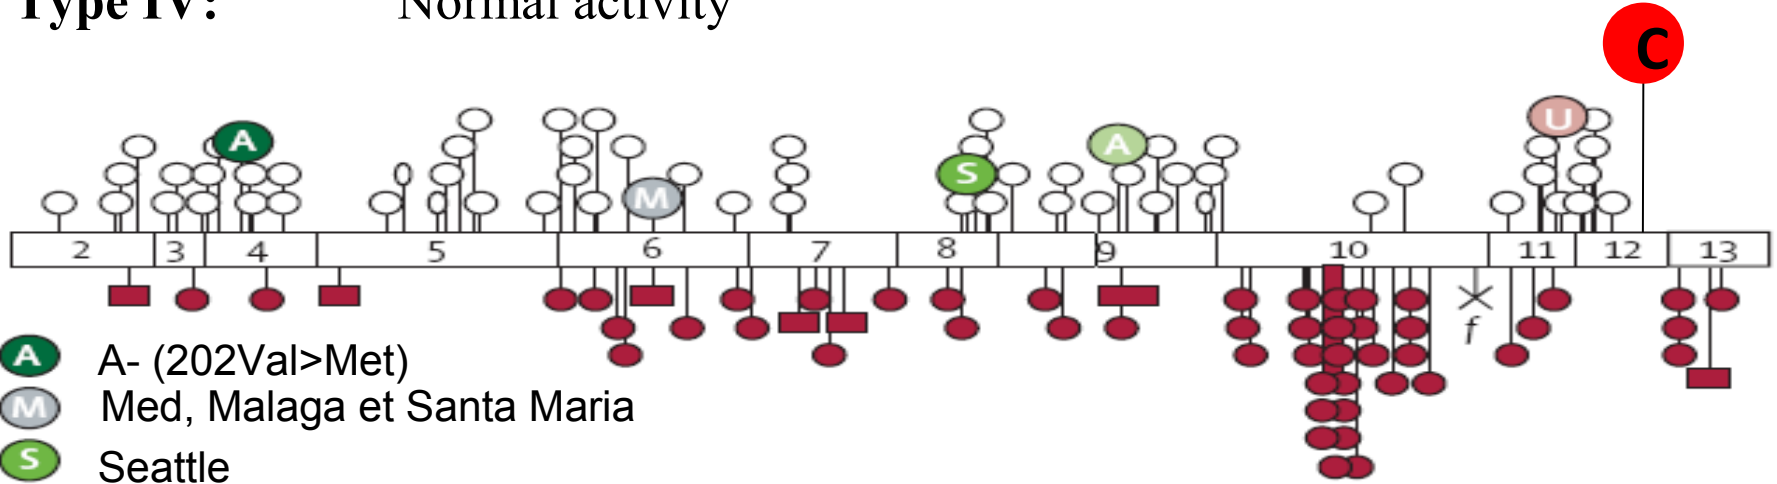 Type IV: Normal activity
C
A U
A
S
M
2 3 4 5 6 7 8 9 10 11 12 13
f
A A- (202Val>Met)
M Med, Malaga et Santa Maria
S Seattle